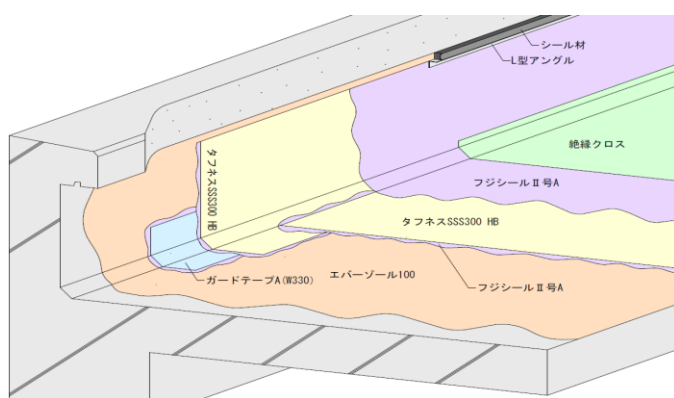 シール材
L型アングル
絶縁クロス
タフネスSSS300 HB
フジシールⅡ号A
タフネスSSS300 HB
ガードテープA(W330)
エバーゾール100
フジシールⅡ号A